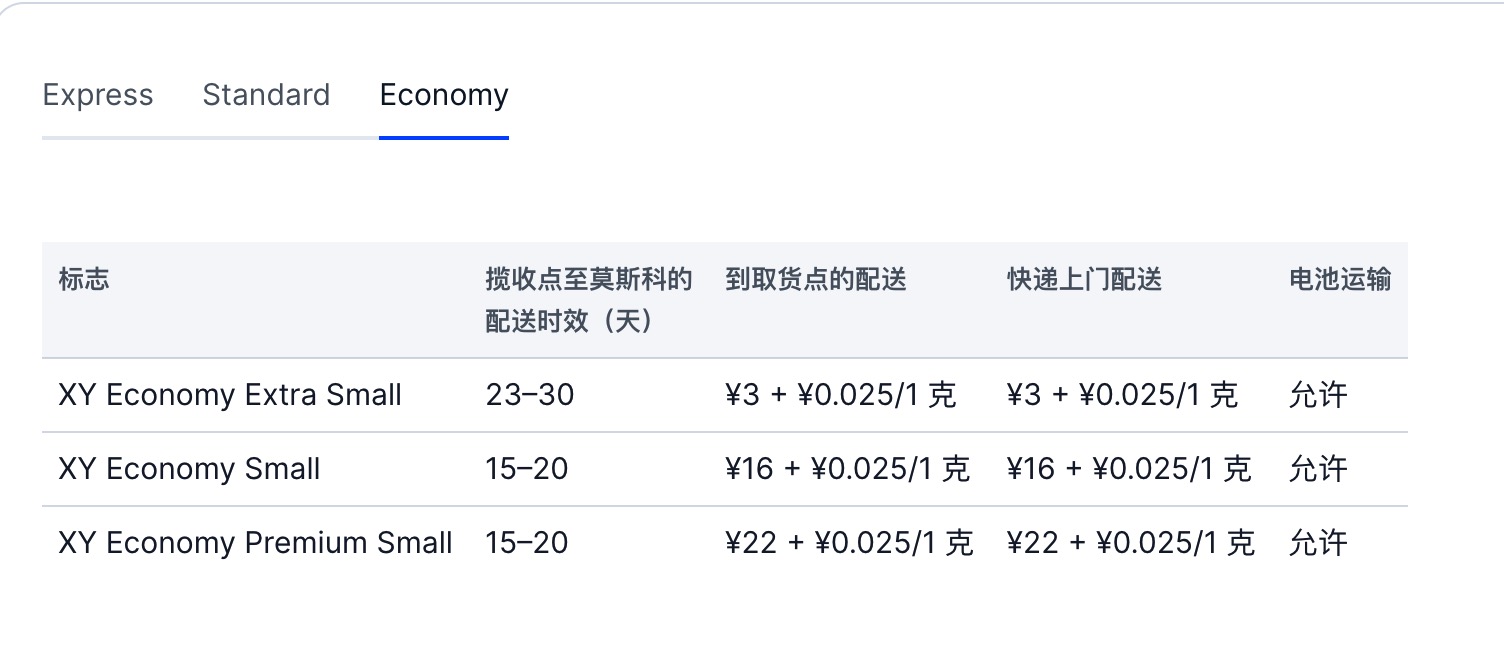 Express Standard Economy
标志 揽收点至莫斯科的 到取货点的配送 快递上门配送 电池运输
配送时效（天）
XY Economy Extra Small 23–30 ¥3 + ¥0.025/1 克 ¥3 + ¥0.025/1 克 允许
XY Economy Small 15–20 ¥16 + ¥0.025/1 克 ¥16 + ¥0.025/1 克 允许
XY Economy Premium Small 15–20 ¥22 + ¥0.025/1 克 ¥22 + ¥0.025/1 克 允许